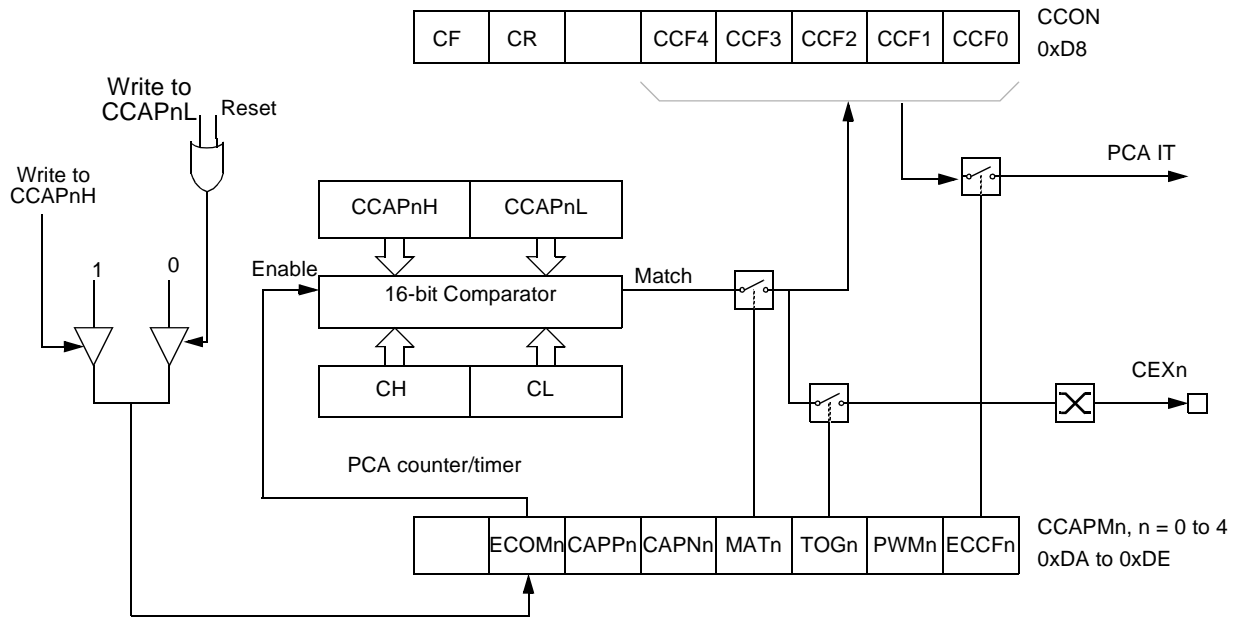 CF CR CCF4 CCF3 CCF2 CCF1 CCF0
CCON
0xD8
Write to
CCAPnL
Reset
Write to
CCAPnH
PCA IT
CCAPnH CCAPnL
1
0
Enable
16-bit Comparator
Match
CH CL
CEXn
PCA counter/timer
ECOMn CAPPn CAPNn MATn TOGn PWMn ECCFn
CCAPMn, n = 0 to 4
0xDA to 0xDE